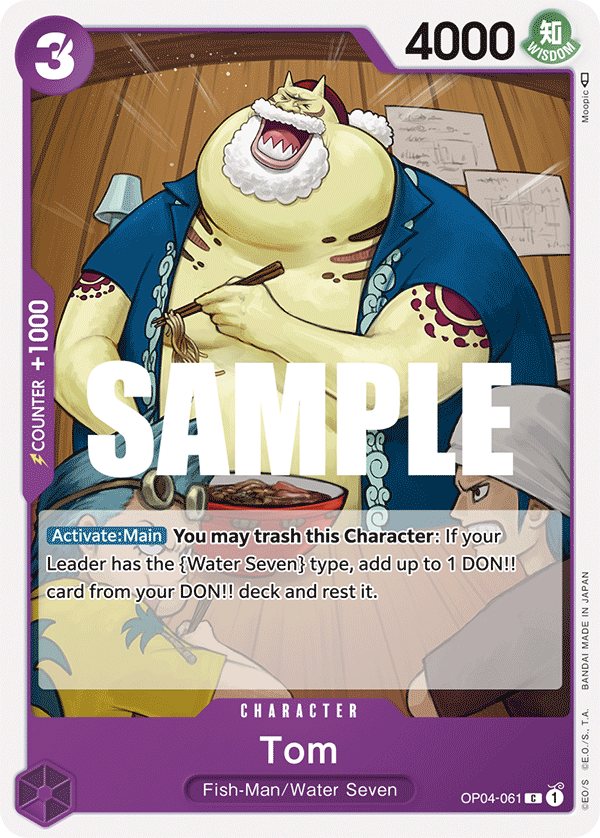 3
4000
知
WISDOM
Moopic
COUNTER +1000
SAMPLE
Activate:Main You may trash this Character: If your
Leader has the {Water Seven} type, add up to 1 DON!!
card from your DON!! deck and rest it.
CHARACTER
Tom
Fish-Man/Water Seven
OP04-061 C 1
©EO/S ©E.O./S., T.A. BANDAI MADE IN JAPAN